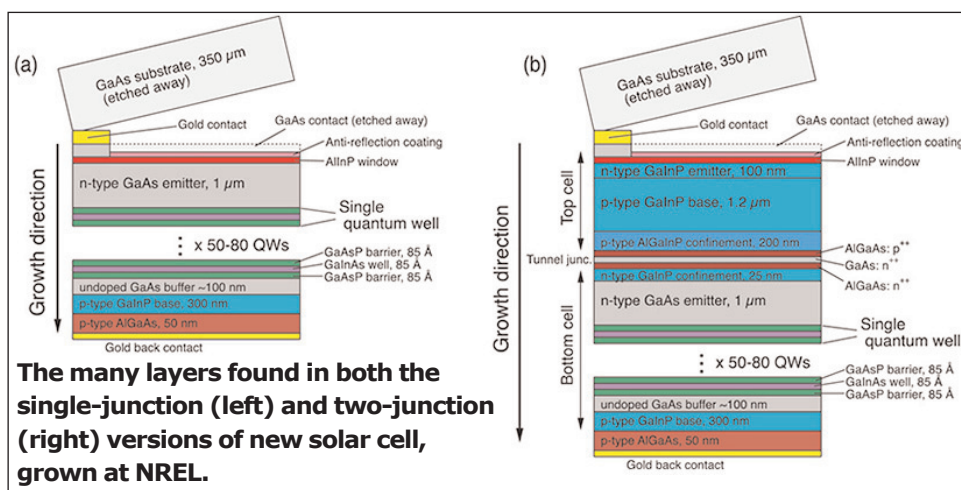 (a)
GaAs substrate, 350 µm
(etched away)
Gold contact
GaAs contact (etched away)
Anti-reflection coating
AlInP window
Growth direction
n-type GaAs emitter, 1 µm
Single
quantum well
x 50-80 QWs
GaAsP barrier, 85 Å
GaInAs well, 85 Å
GaAsP barrier, 85 Å
undoped GaAs buffer ~100 nm
p-type GaInP base, 300 nm
p-type AlGaAs, 50 nm
Gold back contact
The many layers found in both the
single-junction (left) and two-junction
(right) versions of new solar cell,
grown at NREL.
(b)
GaAs substrate, 350 µm
(etched away)
Gold contact
GaAs contact (etched away)
Anti-reflection coating
AlInP window
Growth direction
Top cell
n-type GaInP emitter, 100 nm
p-type GaInP base, 1.2 µm
p-type AlGaInP confinement, 200 nm
Tunnel junc.
AlGaAs: p++
GaAs: n++
AlGaAs: n++
n-type GaInP confinement, 25 nm
Bottom cell
n-type GaAs emitter, 1 µm
Single
quantum well
x 50-80 QWs
GaAsP barrier, 85 Å
GaInAs well, 85 Å
GaAsP barrier, 85 Å
undoped GaAs buffer ~100 nm
p-type GaInP base, 300 nm
p-type AlGaAs, 50 nm
Gold back contact